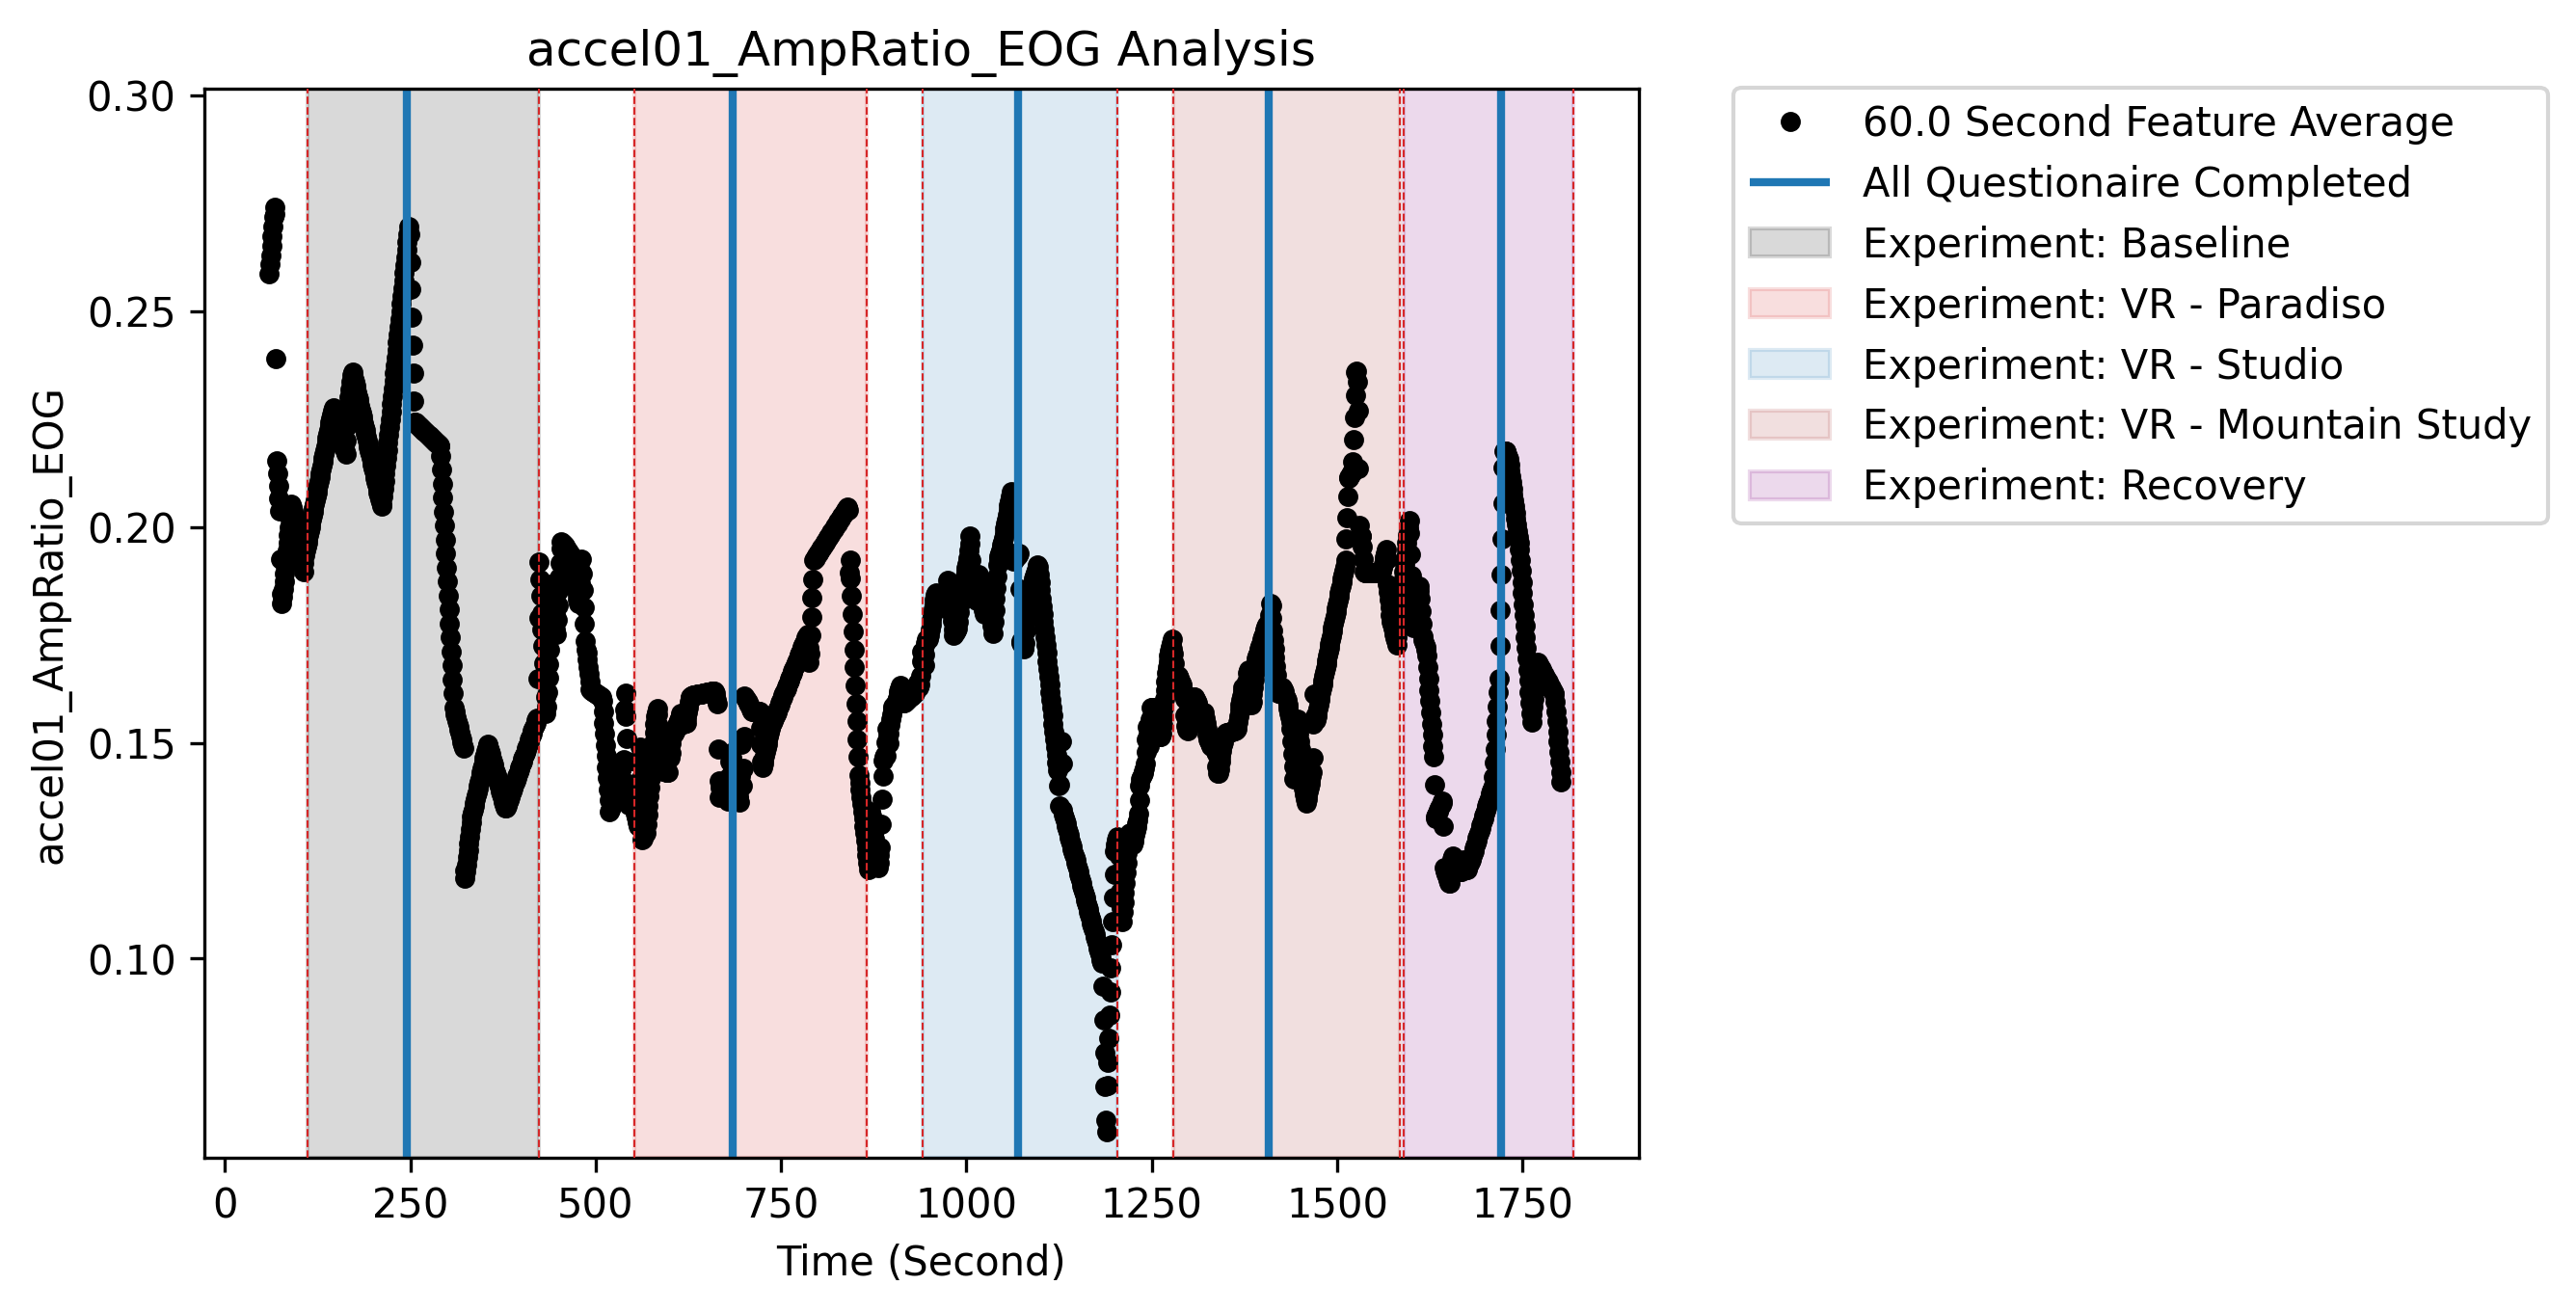 accel01_AmpRatio_EOG Analysis
0.30
0.25
0.20
0.15
0.10
accel01_AmpRatio_EOG
0
250
500
750
1000
1250
1500
1750
Time (Second)
60.0 Second Feature Average
All Questionaire Completed
Experiment: Baseline
Experiment: VR - Paradiso
Experiment: VR - Studio
Experiment: VR - Mountain Study
Experiment: Recovery